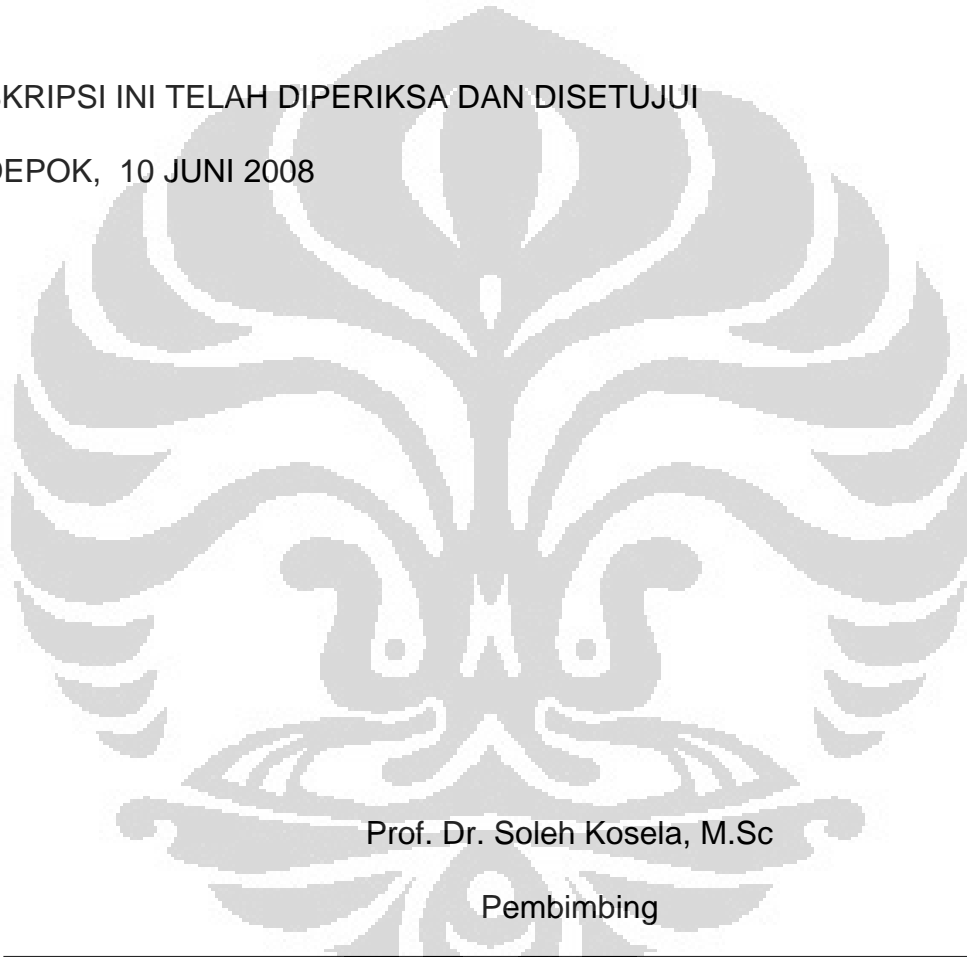 KRIPSI INI TELAH DIPERIKSA DAN DISETUJUI
DEPOK, 10 JUNI 2008
Prof. Dr. Soleh Kosela, M.Sc
Pembimbing